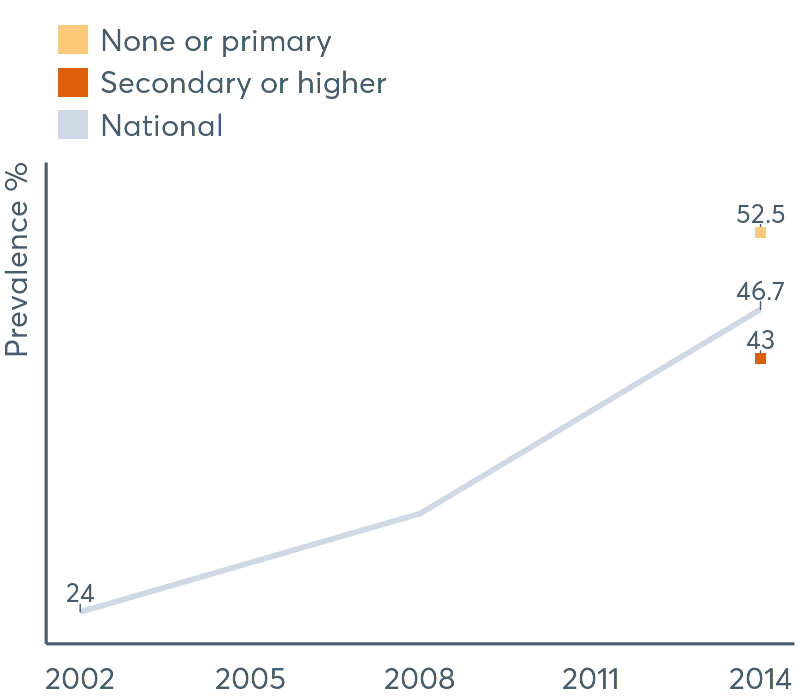 None or primary
Secondary or higher
National
Prevalence %
52.5
46.7
43
24
2002 2005 2008 2011 2014